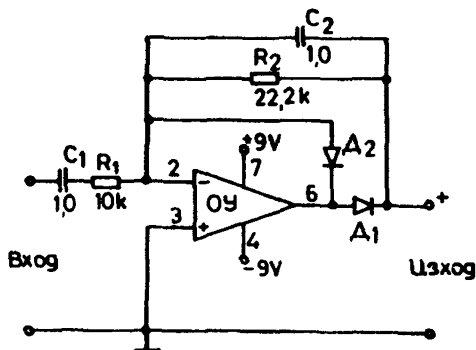 C2
1,0
R2
22,2k
Д2
+9V
7
C1
R1
1,0
10k
2
-
6
ОУ
3
+
4
-9V
Д1
+
Вход
Изход